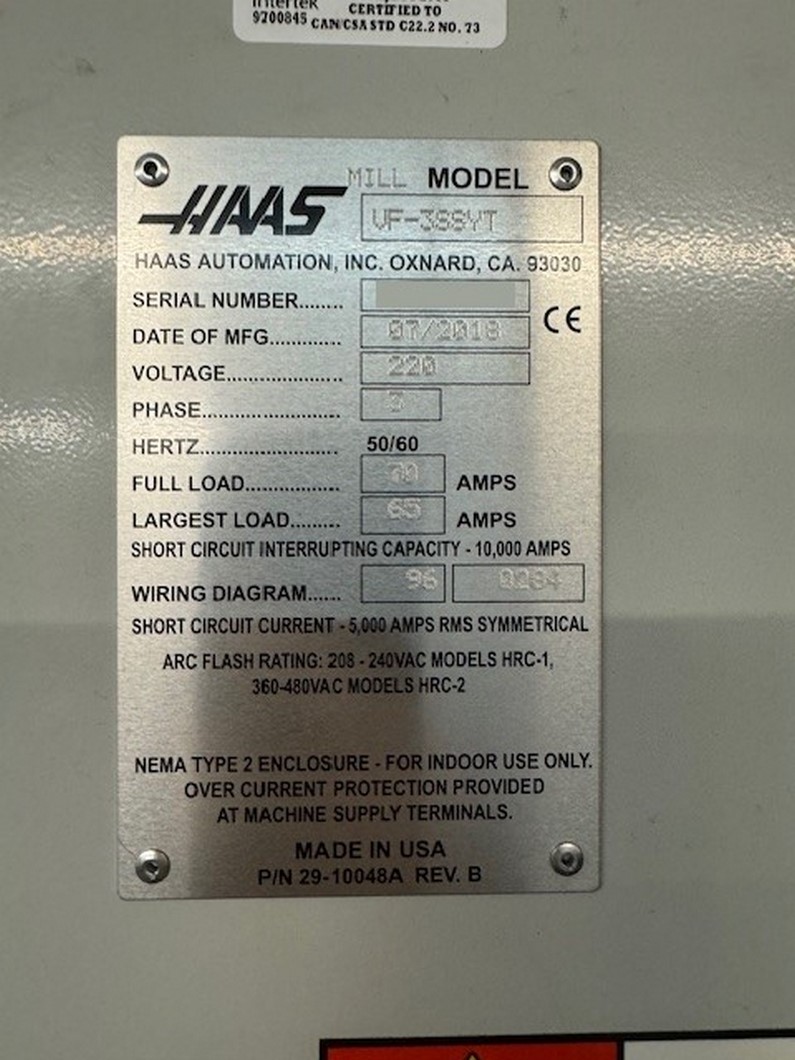 Intertek
9700845
CERTIFIED TO
CAN/CSA STD C22.2 NO. 73
MILL MODEL
HAAS
VF-3SSYT
HAAS AUTOMATION, INC. OXNARD, CA. 93030
SERIAL NUMBER........
DATE OF MFG............. 07/2018
CE
VOLTAGE..................... 220
PHASE......................... 3
HERTZ......................... 50/60
FULL LOAD................. AMPS
LARGEST LOAD......... 65 AMPS
SHORT CIRCUIT INTERRUPTING CAPACITY - 10,000 AMPS
WIRING DIAGRAM...... 96 0284
SHORT CIRCUIT CURRENT - 5,000 AMPS RMS SYMMETRICAL
ARC FLASH RATING: 208 - 240VAC MODELS HRC-1,
360-480VAC MODELS HRC-2
NEMA TYPE 2 ENCLOSURE - FOR INDOOR USE ONLY.
OVER CURRENT PROTECTION PROVIDED
AT MACHINE SUPPLY TERMINALS.
MADE IN USA
P/N 29-10048A REV. B